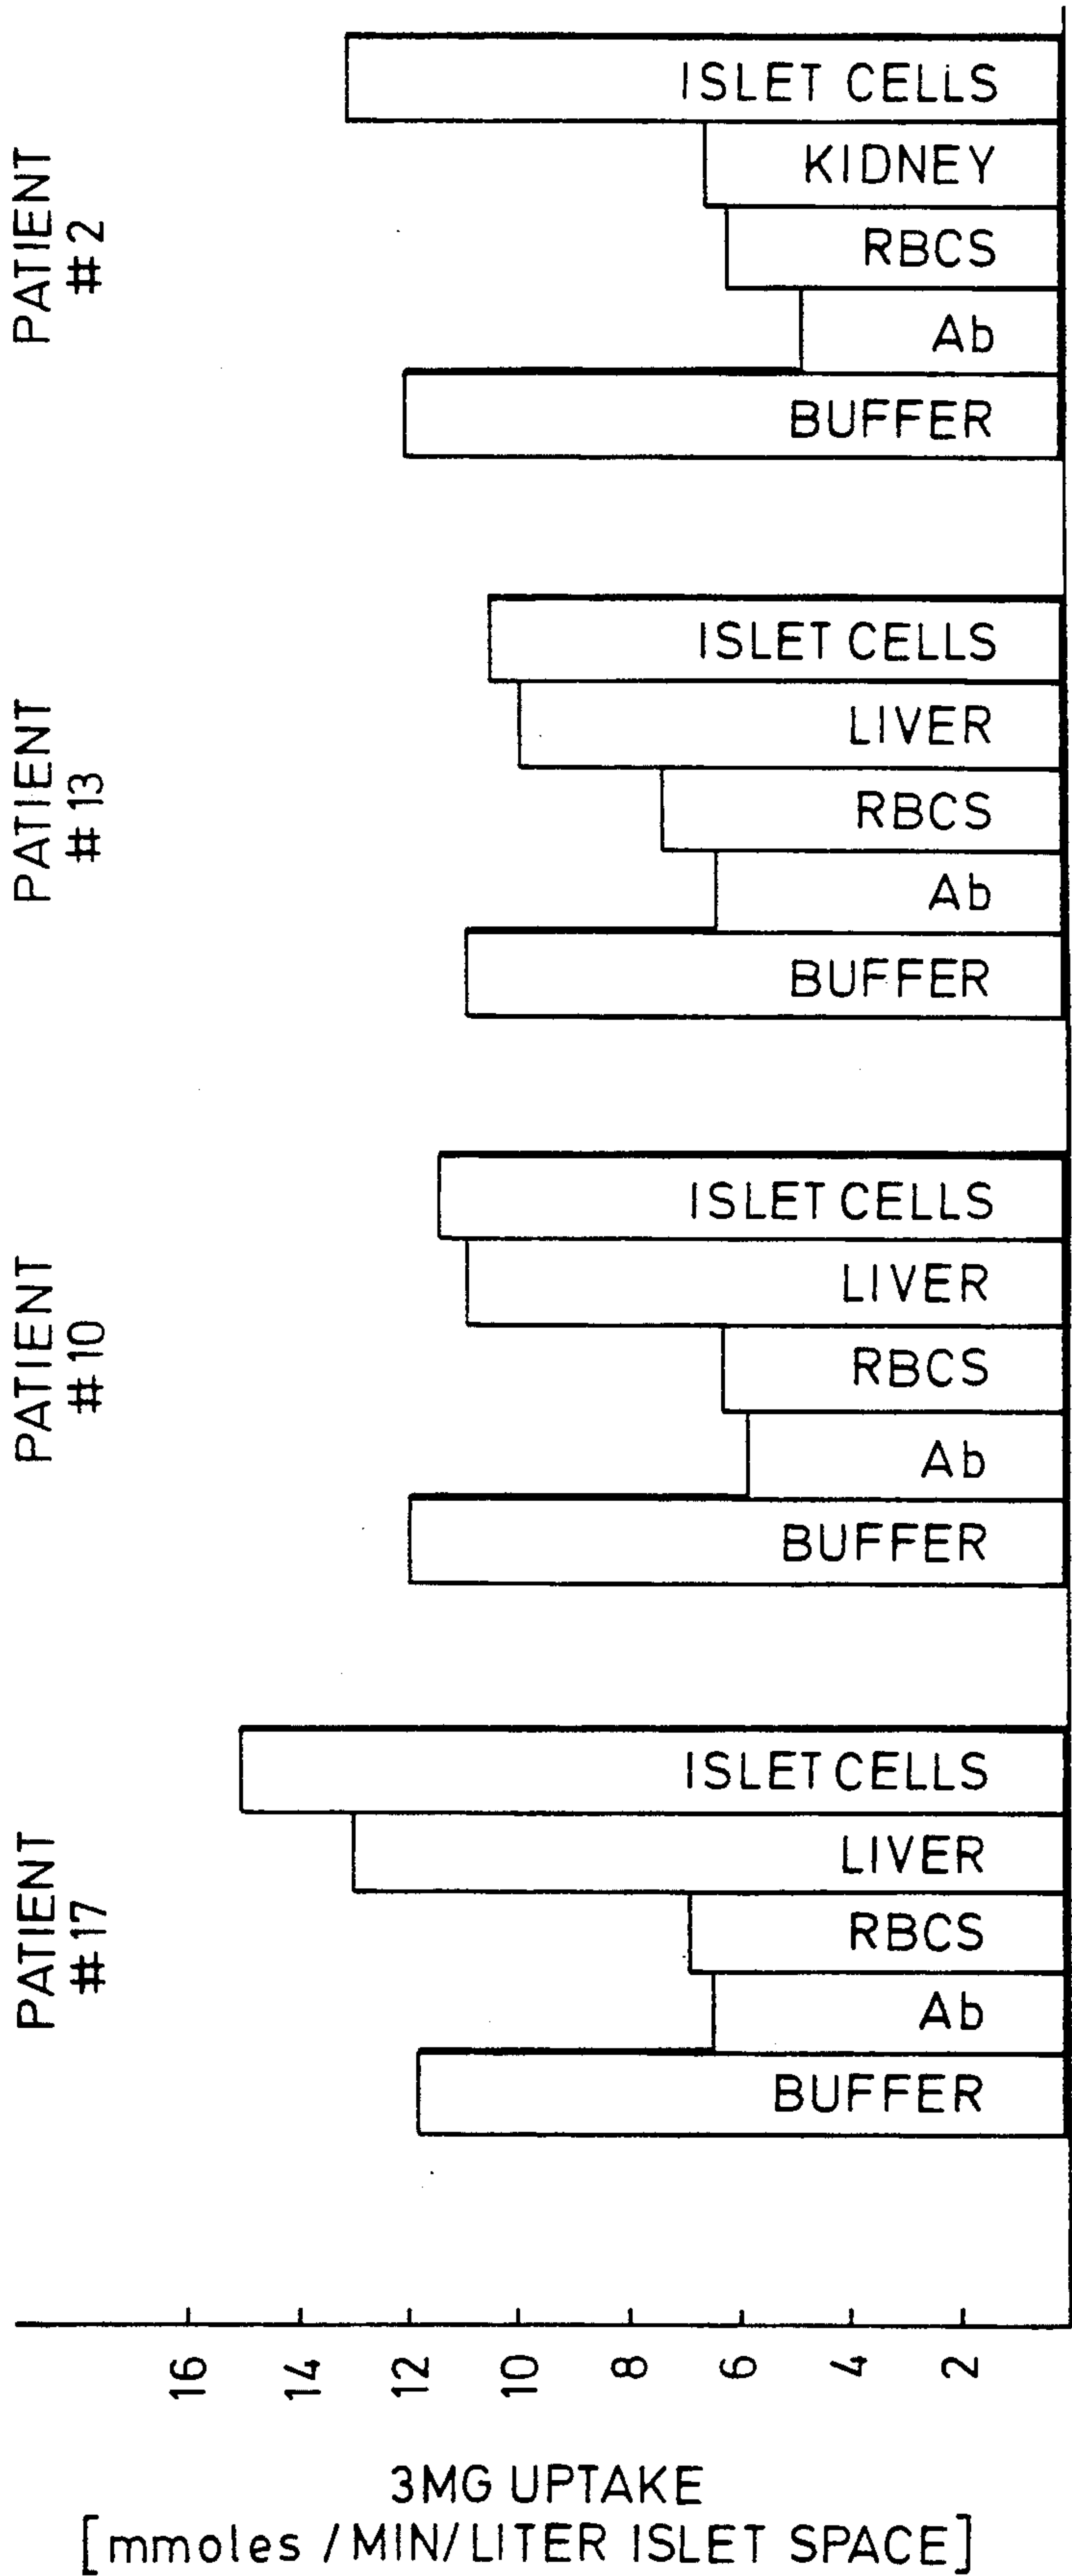 PATIENT
#2
ISLET CELLS
KIDNEY
RBCS
Ab
BUFFER
PATIENT
#13
ISLET CELLS
LIVER
RBCS
Ab
BUFFER
PATIENT
#10
ISLET CELLS
LIVER
RBCS
Ab
BUFFER
PATIENT
#17
ISLET CELLS
LIVER
RBCS
Ab
BUFFER
16
14
12
10
8
6
4
2
3MG UPTAKE
[mmoles /MIN/LITER ISLET SPACE]